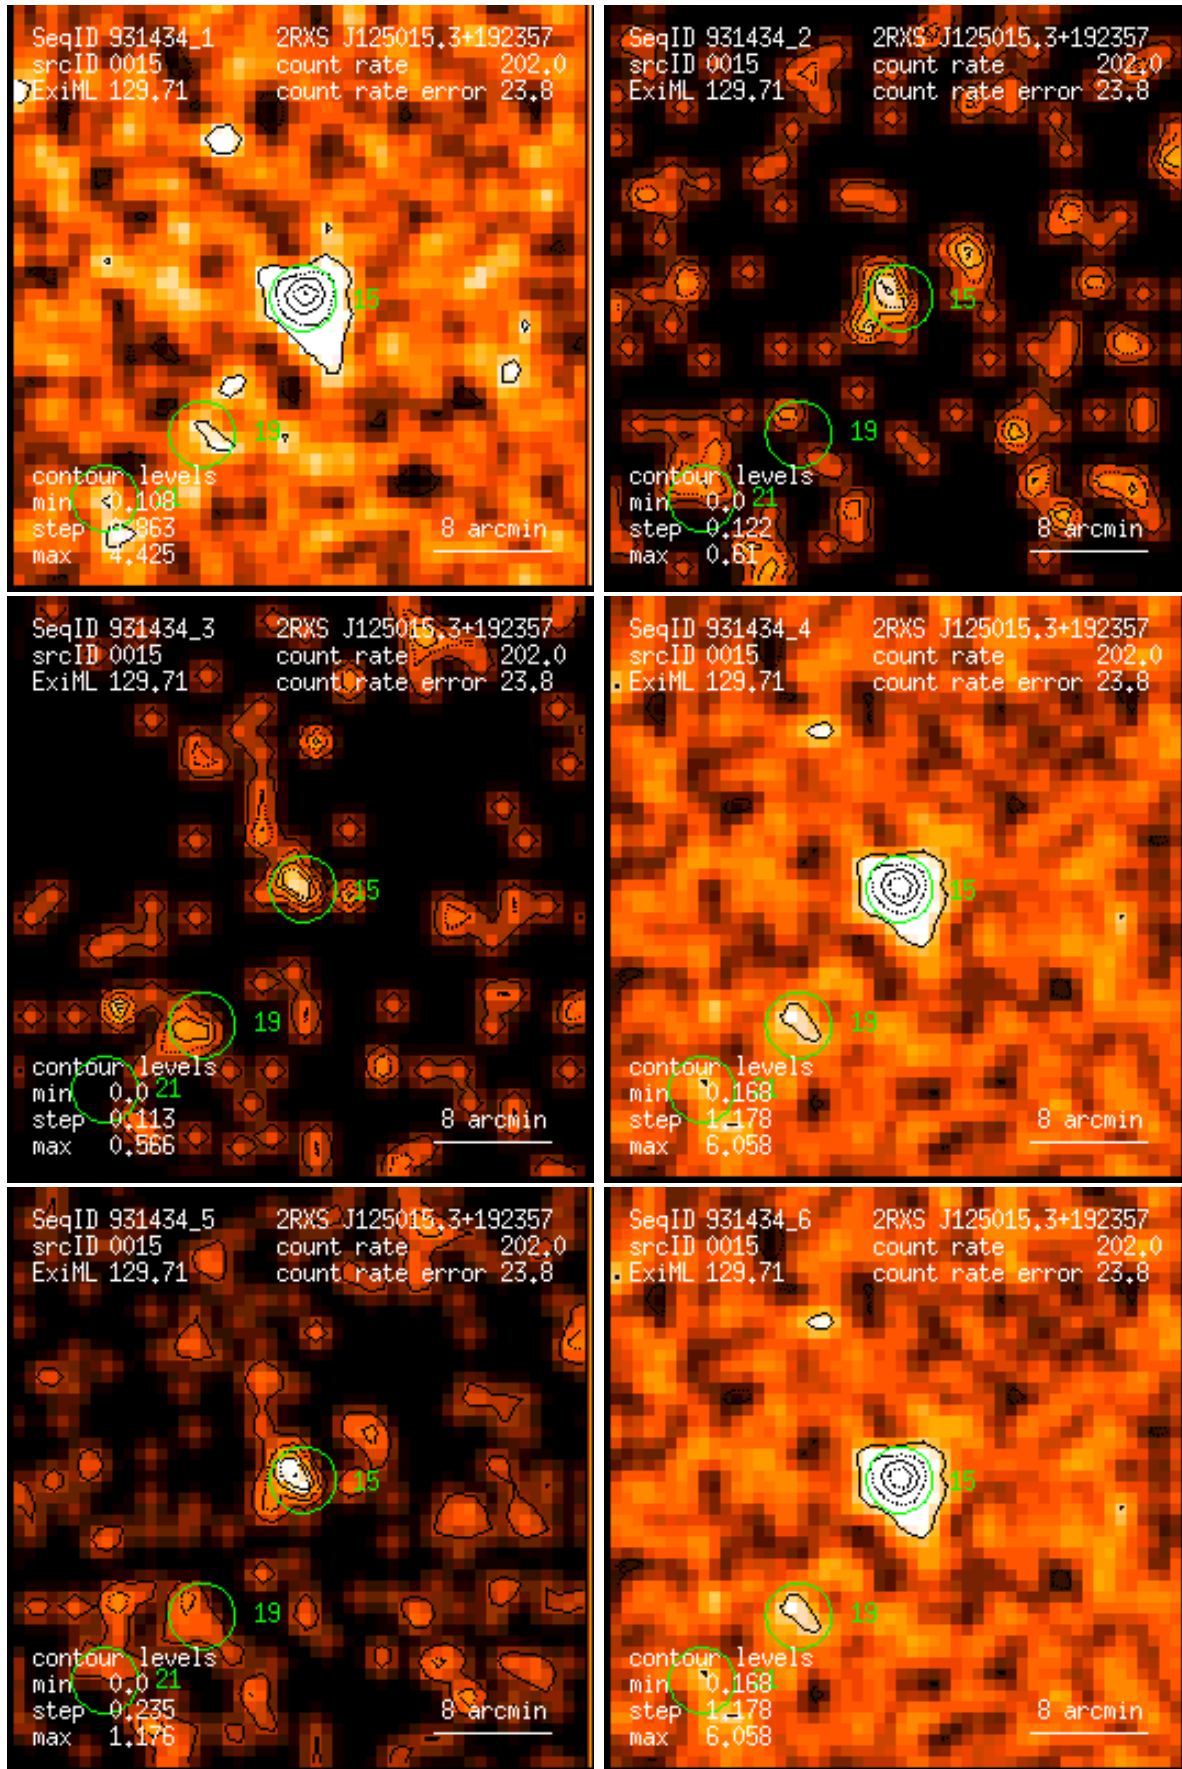 SeqID 931434_1 2RXS J125015.3+192357
srcID 0015 count rate 202.0
ExiML 129.71 count rate error 23.8
15
19
contour levels
min 0.108 21
step 0.863 8 arcmin
max 4.425
SeqID 931434_2 2RXS J125015.3+192357
srcID 0015 count rate 202.0
ExiML 129.71 count rate error 23.8
15
19
contour levels
min 0.0 21
step 0.122 8 arcmin
max 0.61
SeqID 931434_3 2RXS J125015.3+192357
srcID 0015 count rate 202.0
ExiML 129.71 count rate error 23.8
15
19
contour levels
min 0.0 21
step 0.113 8 arcmin
max 0.566
SeqID 931434_4 2RXS J125015.3+192357
srcID 0015 count rate 202.0
ExiML 129.71 count rate error 23.8
15
19
contour levels
min 0.168 21
step 1.178 8 arcmin
max 6.058
SeqID 931434_5 2RXS J125015.3+192357
srcID 0015 count rate 202.0
ExiML 129.71 count rate error 23.8
15
19
contour levels
min 0.0 21
step 0.235 8 arcmin
max 1.176
SeqID 931434_6 2RXS J125015.3+192357
srcID 0015 count rate 202.0
ExiML 129.71 count rate error 23.8
15
19
contour levels
min 0.168 21
step 1.178 8 arcmin
max 6.058